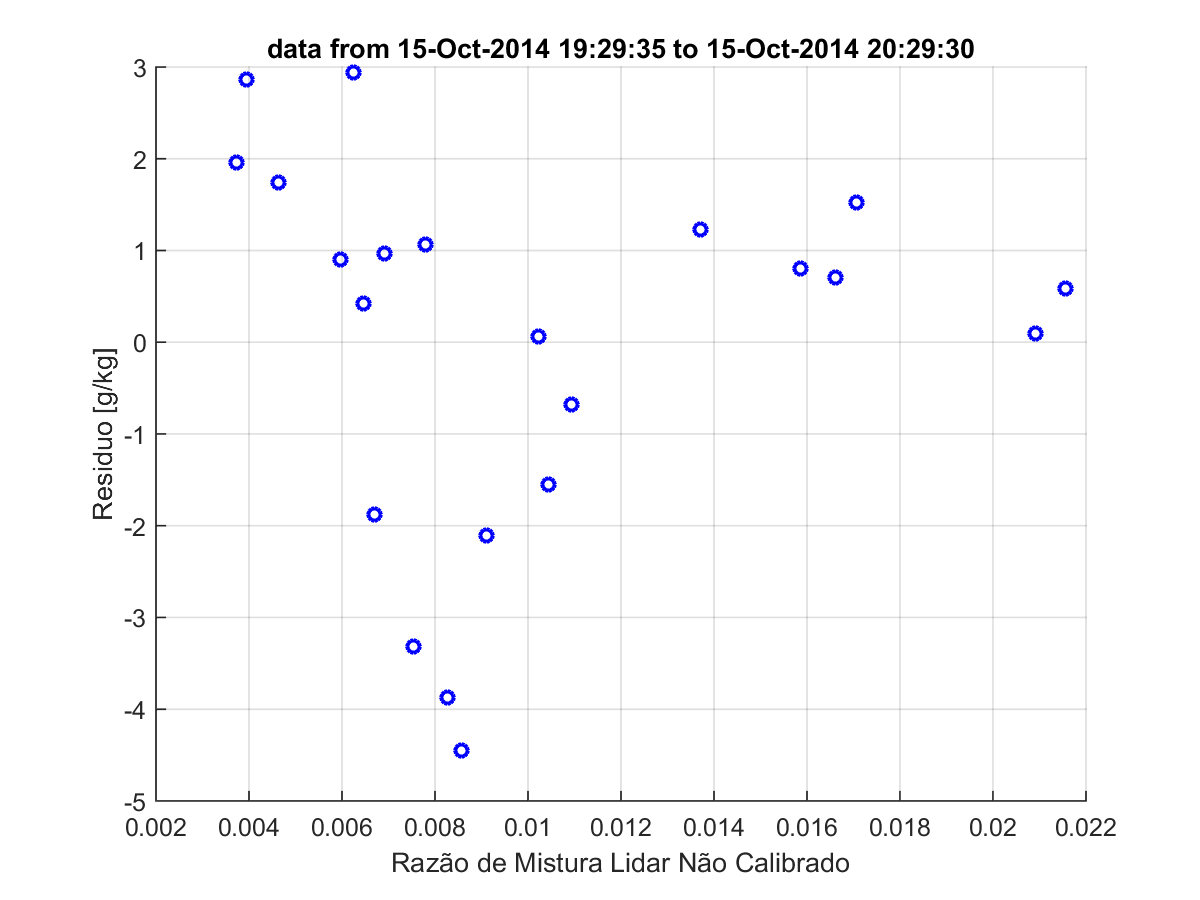 data from 15-Oct-2014 19:29:35 to 15-Oct-2014 20:29:30
3
2
1
0
-1
-2
-3
-4
-5
Residuo [g/kg]
0.002 0.004 0.006 0.008 0.01 0.012 0.014 0.016 0.018 0.02 0.022
Razão de Mistura Lidar Não Calibrado